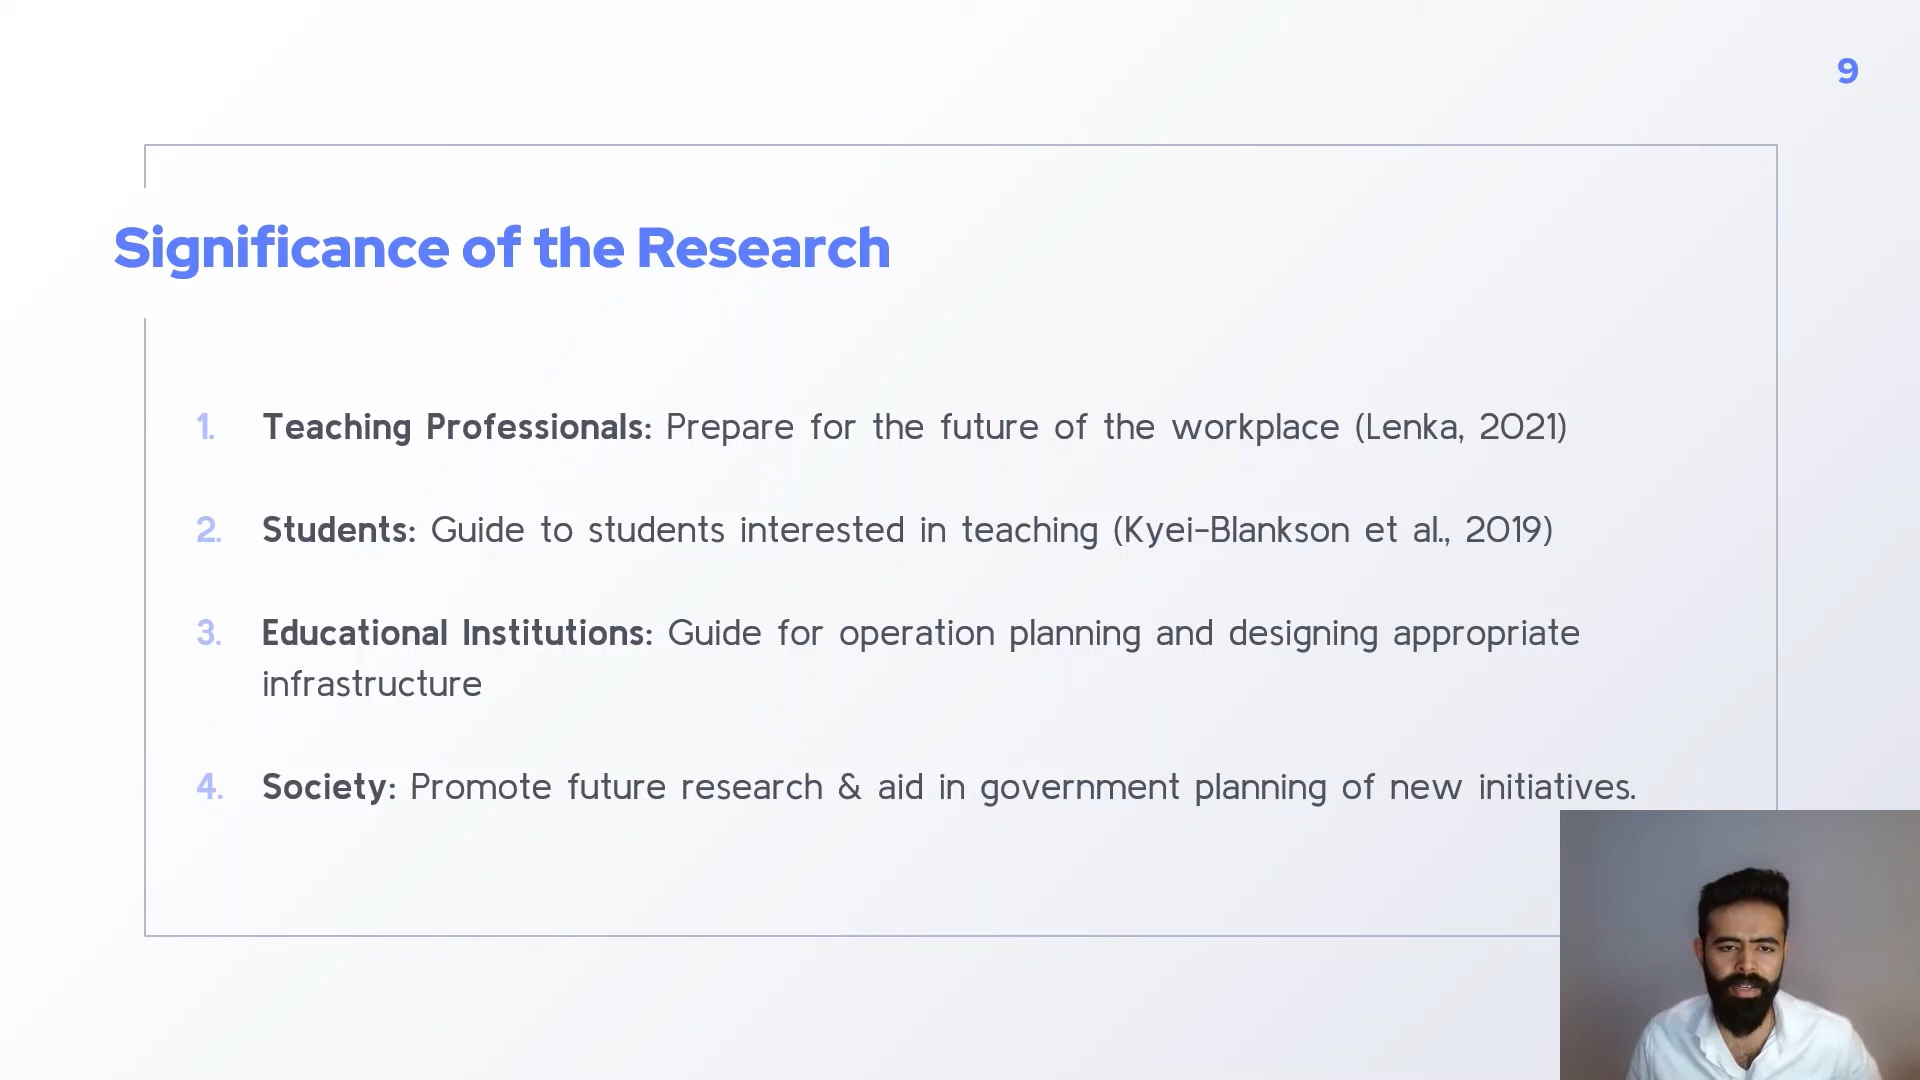 9
Significance of the Research
1. Teaching Professionals: Prepare for the future of the workplace (Lenka, 2021)
2. Students: Guide to students interested in teaching (Kyei-Blankson et al., 2019)
3. Educational Institutions: Guide for operation planning and designing appropriate
infrastructure
4. Society: Promote future research & aid in government planning of new initiatives.